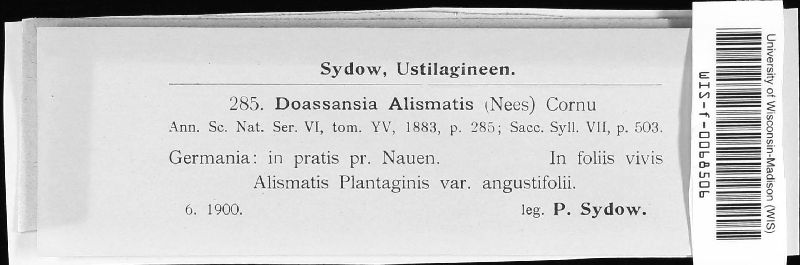 Sydow, Ustilagineen.
285. Doassansia Alismatis (Nees) Cornu
Ann. Sc. Nat. Ser. VI, tom. YV, 1883, p. 285; Sacc. Syll. VII, p. 503.
Germania: in pratis pr. Nauen. In foliis vivis
Alismatis Plantaginis var. angustifolii.
6. 1900. leg. P. Sydow.
University of Wisconsin-Madison (WIS)
WIS-f-0068506